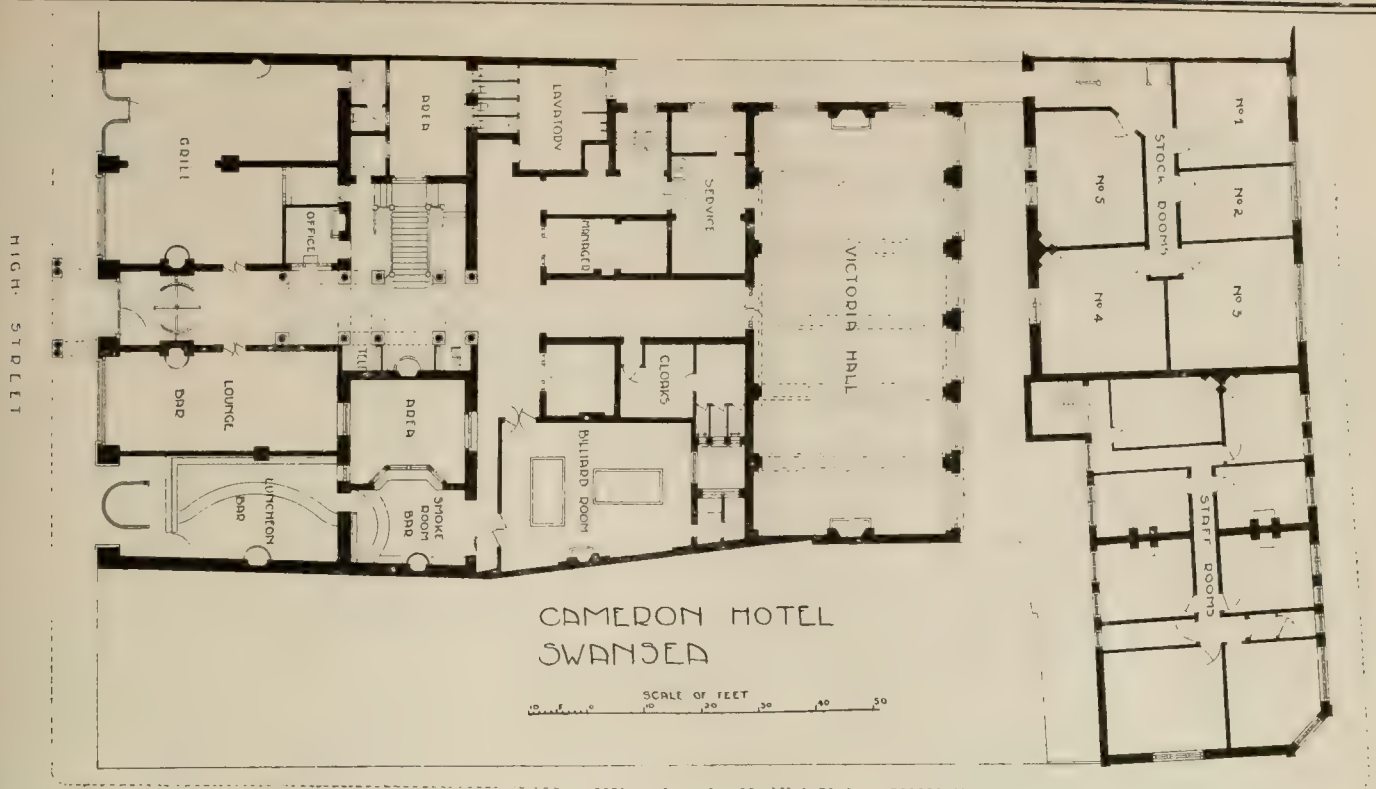 HIGH · STREET
GRILL
OFFICE
AREA
LAVATORY
MANAGER
SERVICE
VICTORIA HALL
BAR
LOUNGE
TELE
LIFT
AREA
CLOAKS
BILLIARD ROOM
LUNCHEON
BAR
SMOKE
ROOM
BAR
STOCK ROOMS
No 1
No 2
No 3
No 4
No 5
STAFF ROOMS
CAMERON HOTEL
SWANSEA
SCALE OF FEET
10 5 0 10 20 30 40 50